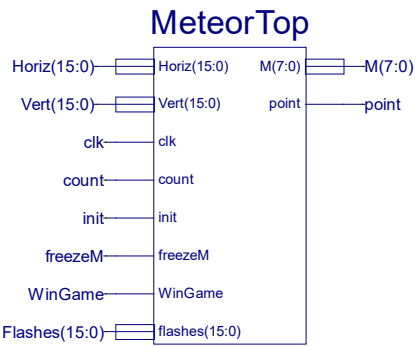 MeteorTop
Horiz(15:0) Horiz(15:0) M(7:0) M(7:0)
Vert(15:0) Vert(15:0) point point
clk clk
count count
init init
freezeM freezeM
WinGame WinGame
Flashes(15:0) flashes(15:0)